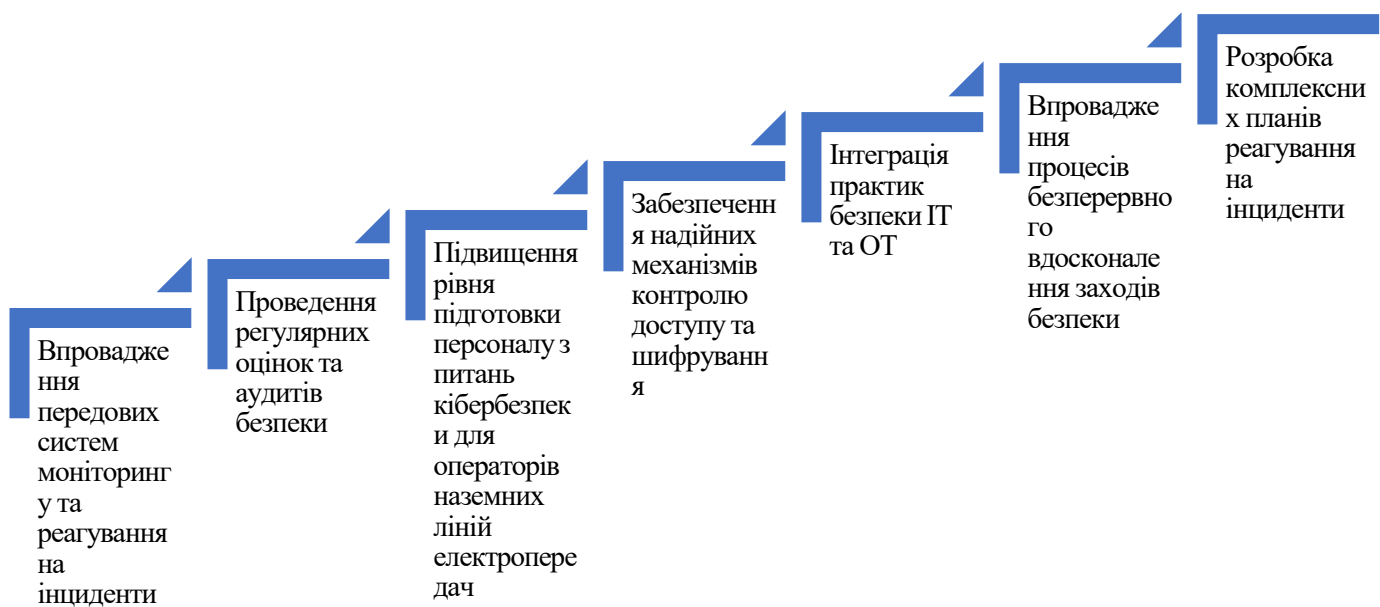 Впровадже
ння
передових
систем
моніторинг
у та
реагування
на
інциденти
Проведення
регулярних
оцінок та
аудитів
безпеки
Підвищення
рівня
підготовки
персоналу з
питань
кібербезпек
и для
операторів
наземних
ліній
електропере
дач
Забезпеченн
я надійних
механізмів
контролю
доступу та
шифруванн
я
Інтеграція
практик
безпеки ІТ
та ОТ
Впровадже
ння
процесів
безперервно
го
вдосконале
ння заходів
безпеки
Розробка
комплексни
х планів
реагування
на
інциденти